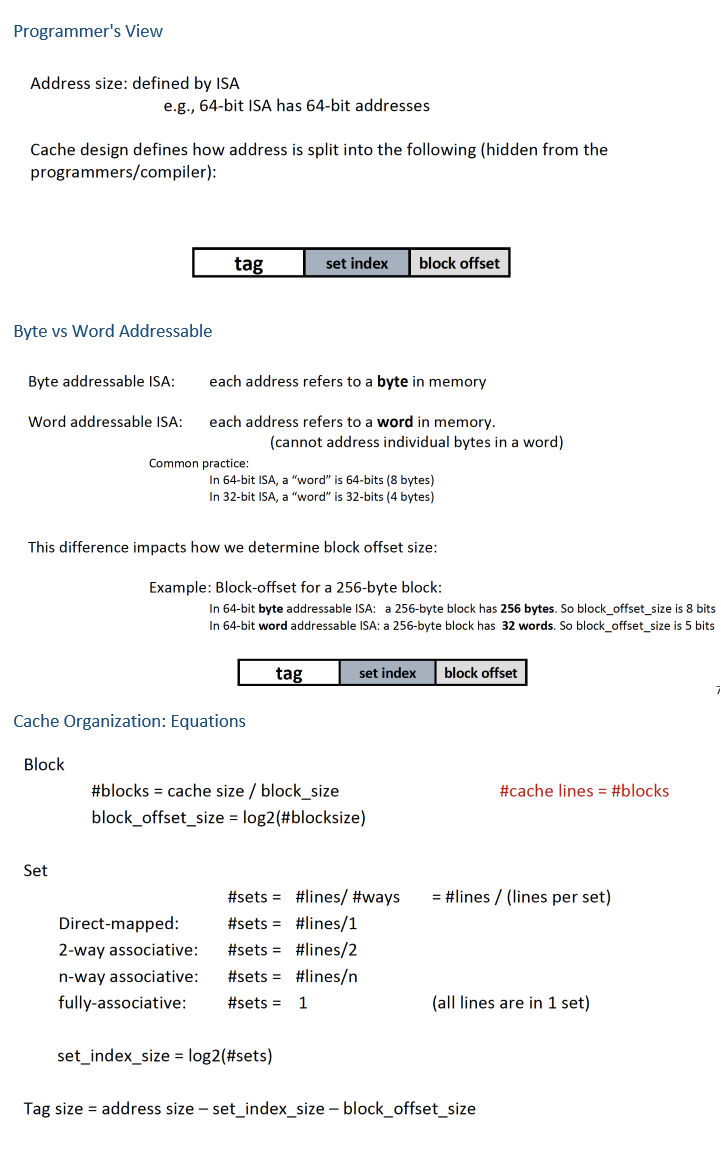 Programmer's View
Address size: defined by ISA
e.g., 64-bit ISA has 64-bit addresses
Cache design defines how address is split into the following (hidden from the
programmers/compiler):
tag set index block offset
Byte vs Word Addressable
Byte addressable ISA: each address refers to a byte in memory
Word addressable ISA: each address refers to a word in memory.
(cannot address individual bytes in a word)
Common practice:
In 64-bit ISA, a “word” is 64-bits (8 bytes)
In 32-bit ISA, a “word” is 32-bits (4 bytes)
This difference impacts how we determine block offset size:
Example: Block-offset for a 256-byte block:
In 64-bit byte addressable ISA: a 256-byte block has 256 bytes. So block_offset_size is 8 bits
In 64-bit word addressable ISA: a 256-byte block has 32 words. So block_offset_size is 5 bits
tag set index block offset
7
Cache Organization: Equations
Block
#blocks = cache size / block_size #cache lines = #blocks
block_offset_size = log2(#blocksize)
Set
#sets = #lines/ #ways = #lines / (lines per set)
Direct-mapped: #sets = #lines/1
2-way associative: #sets = #lines/2
n-way associative: #sets = #lines/n
fully-associative: #sets = 1 (all lines are in 1 set)
set_index_size = log2(#sets)
Tag size = address size – set_index_size – block_offset_size